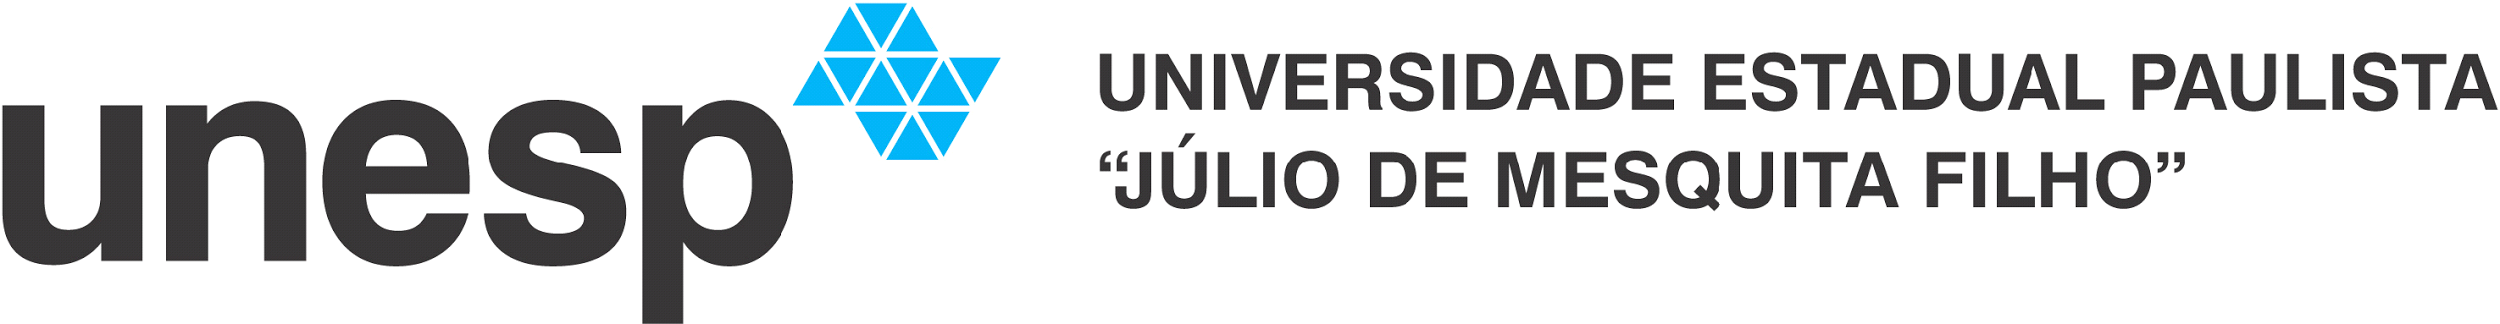 unesp
UNIVERSIDADE ESTADUAL PAULISTA
“JÚLIO DE MESQUITA FILHO”